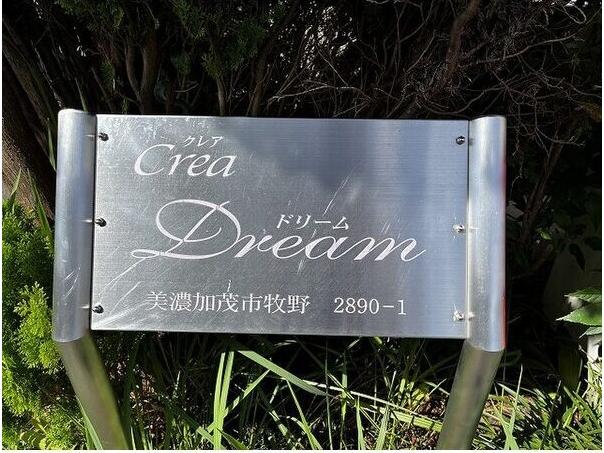 クレア
Crea
ドリーム
Dream
美濃加茂市牧野 2890-1